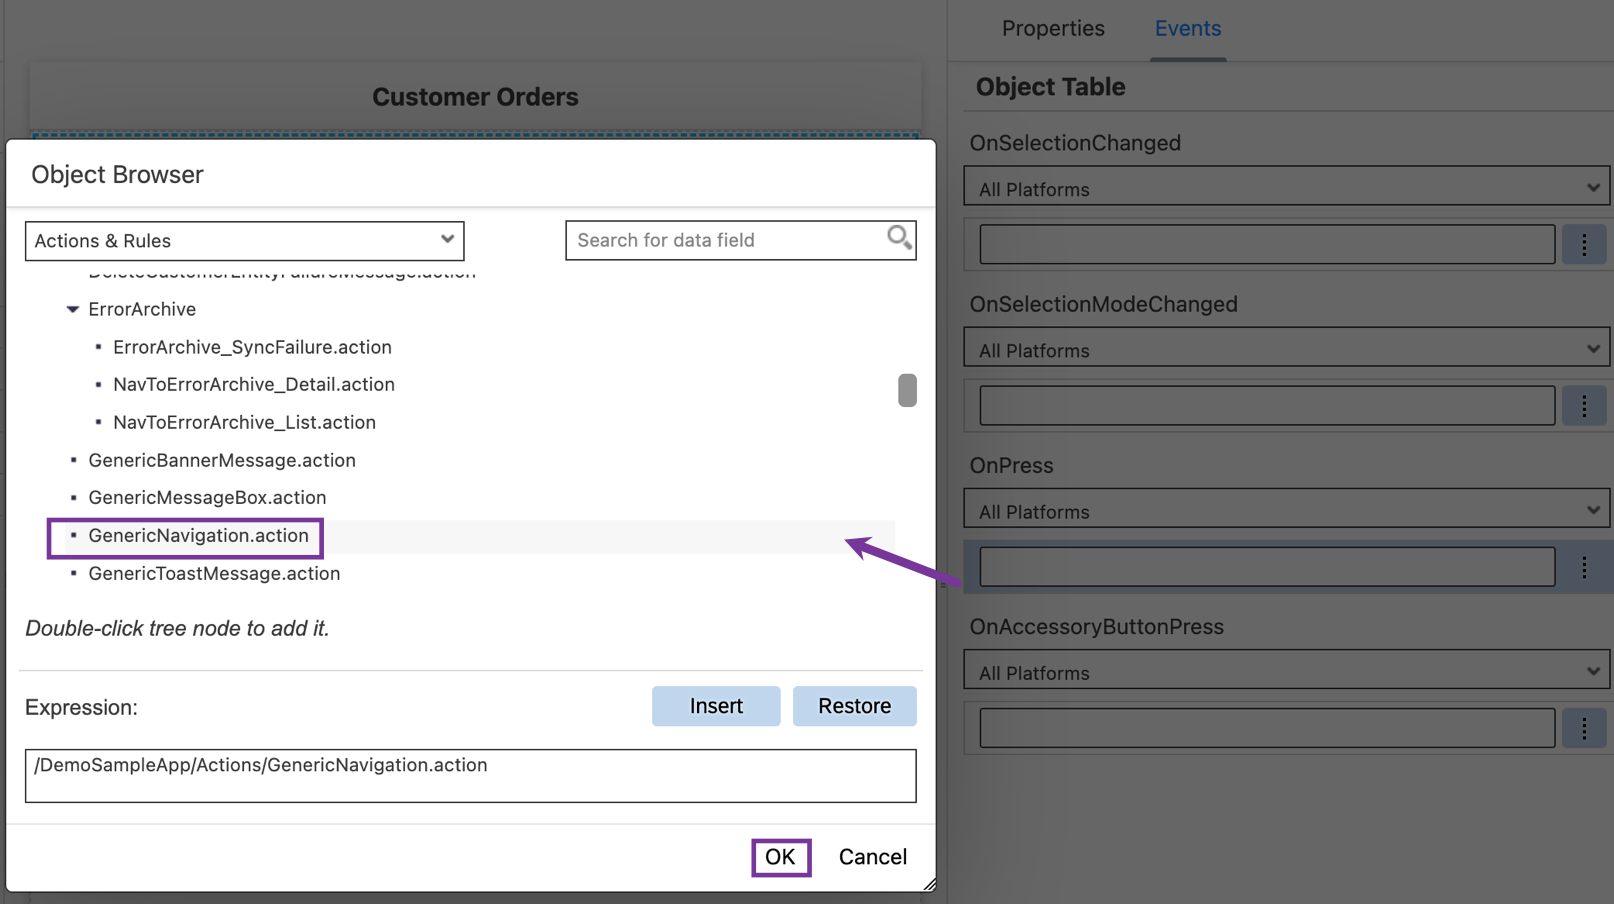 Properties
Events
Customer Orders
Object Table
OnSelectionChanged
All Platforms
OnSelectionModeChanged
All Platforms
OnPress
All Platforms
OnAccessoryButtonPress
All Platforms
Object Browser
Actions & Rules
Search for data field
DeleteCustomerEntityFailureMessage.action
ErrorArchive
ErrorArchive_SyncFailure.action
NavToErrorArchive_Detail.action
NavToErrorArchive_List.action
GenericBannerMessage.action
GenericMessageBox.action
GenericNavigation.action
GenericToastMessage.action
Double-click tree node to add it.
Expression:
Insert
Restore
/DemoSampleApp/Actions/GenericNavigation.action
OK
Cancel